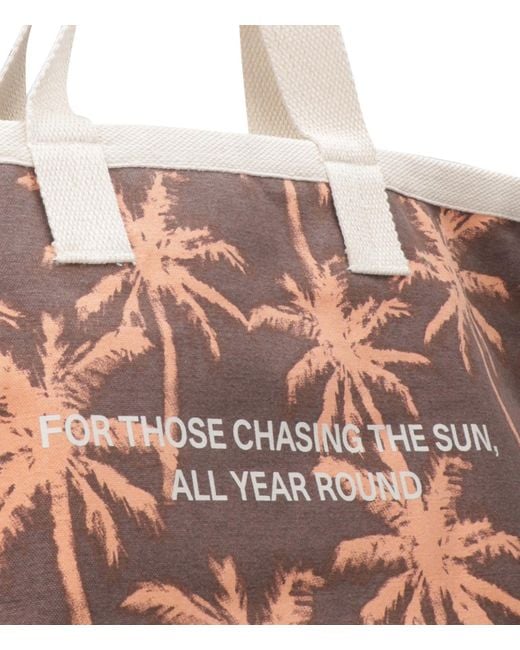 FOR THOSE CHASING THE SUN,
ALL YEAR ROUND